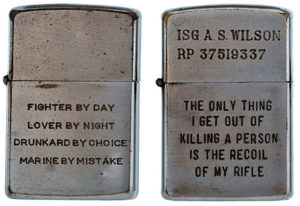 FIGHTER BY DAY
LOVER BY NIGHT
DRUNKARD BY CHOICE
MARINE BY MISTAKE
ISG A.S. WILSON
RP 37519337
THE ONLY THING
I GET OUT OF
KILLING A PERSON
IS THE RECOIL
OF MY RIFLE